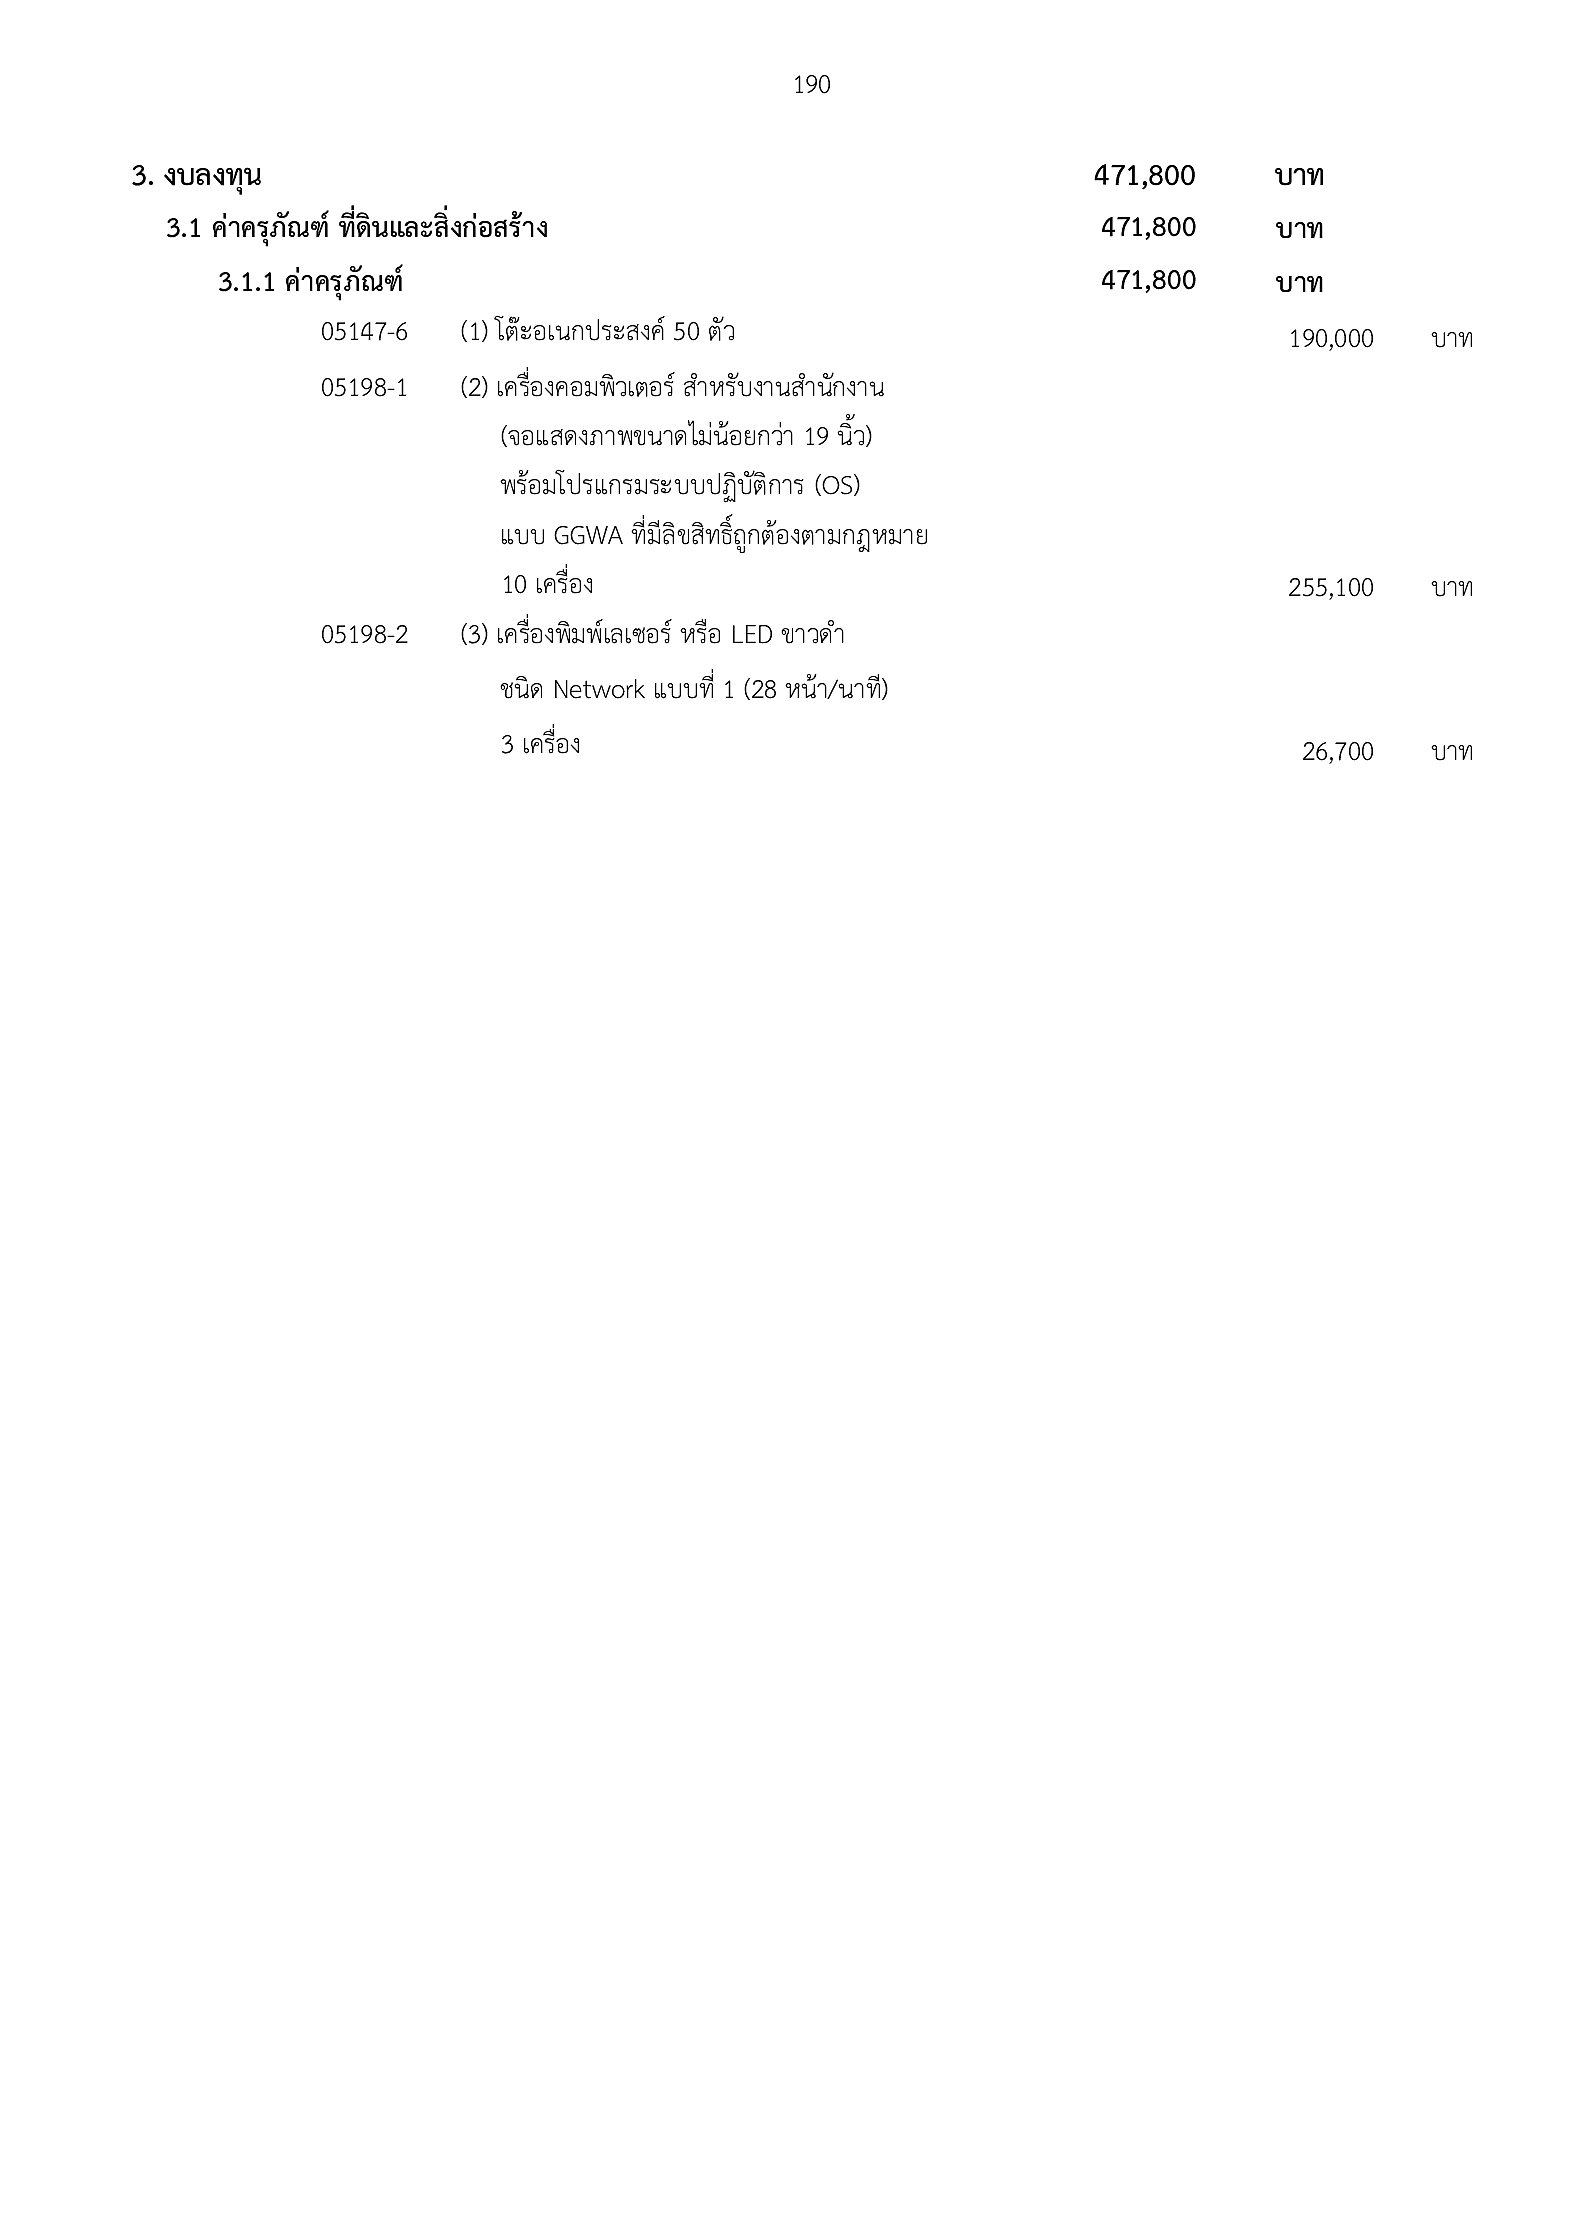 190
3. งบลงทุน 471,800 บาท
3.1 ค่าครุภัณฑ์ ที่ดินและสิ่งก่อสร้าง 471,800 บาท
3.1.1 ค่าครุภัณฑ์ 471,800 บาท
05147-6 (1) โต๊ะอเนกประสงค์ 50 ตัว 190,000 บาท
05198-1 (2) เครื่องคอมพิวเตอร์ สำหรับงานสำนักงาน
(จอแสดงภาพขนาดไม่น้อยกว่า 19 นิ้ว)
พร้อมโปรแกรมระบบปฏิบัติการ (OS)
แบบ GGWA ที่มีลิขสิทธิ์ถูกต้องตามกฎหมาย
10 เครื่อง 255,100 บาท
05198-2 (3) เครื่องพิมพ์เลเซอร์ หรือ LED ขาวดำ
ชนิด Network แบบที่ 1 (28 หน้า/นาที)
3 เครื่อง 26,700 บาท